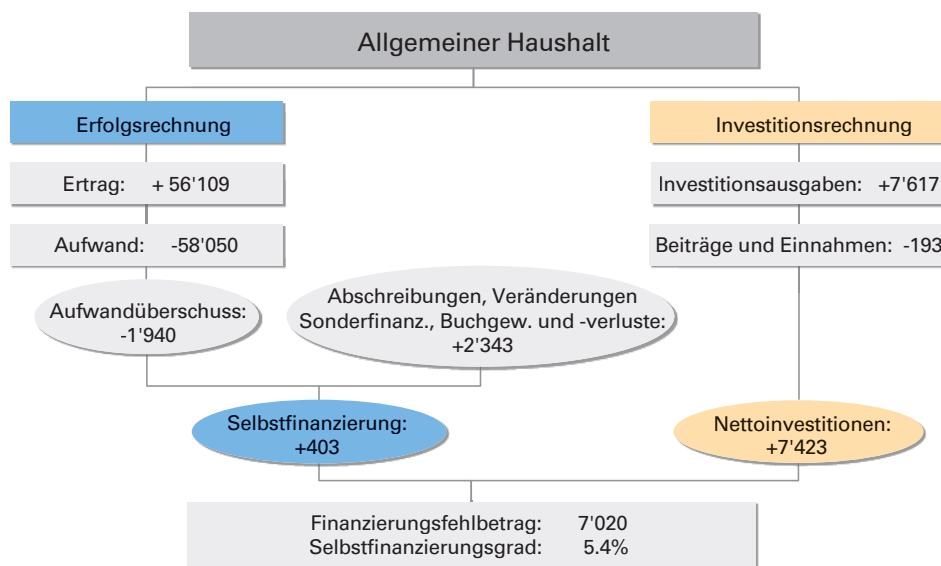 Allgemeiner Haushalt
Erfolgsrechnung
Ertrag: + 56'109
Aufwand: -58'050
Aufwandüberschuss:
-1'940
Abschreibungen, Veränderungen
Sonderfinanz., Buchgew. und -verluste:
+2'343
Selbstfinanzierung:
+403
Investitionsrechnung
Investitionsausgaben: +7'617
Beiträge und Einnahmen: -193
Nettoinvestitionen:
+7'423
Finanzierungsfehlbetrag: 7'020
Selbstfinanzierungsgrad: 5.4%